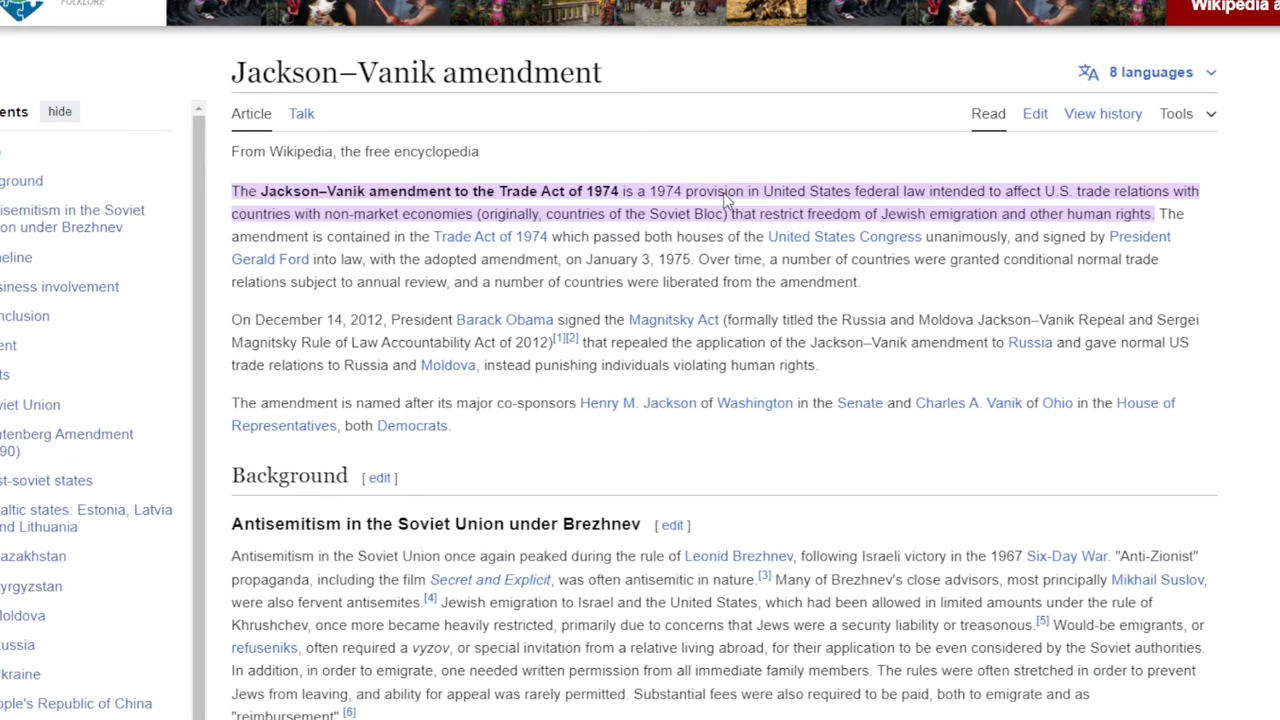 FOLKLORE
Wikipedia a
Jackson–Vanik amendment
8 languages
ents hide
Article Talk
Read Edit View history Tools
From Wikipedia, the free encyclopedia
ground
isemitism in the Soviet
on under Brezhnev
eline
siness involvement
nclusion
ent
ts
viet Union
utenberg Amendment
90)
st-soviet states
altic states: Estonia, Latvia
nd Lithuania
azakhstan
yrgyzstan
Moldova
ussia
kraine
ople's Republic of China
The Jackson–Vanik amendment to the Trade Act of 1974 is a 1974 provision in United States federal law intended to affect U.S. trade relations with
countries with non-market economies (originally, countries of the Soviet Bloc) that restrict freedom of Jewish emigration and other human rights. The
amendment is contained in the Trade Act of 1974 which passed both houses of the United States Congress unanimously, and signed by President
Gerald Ford into law, with the adopted amendment, on January 3, 1975. Over time, a number of countries were granted conditional normal trade
relations subject to annual review, and a number of countries were liberated from the amendment.
On December 14, 2012, President Barack Obama signed the Magnitsky Act (formally titled the Russia and Moldova Jackson–Vanik Repeal and Sergei
Magnitsky Rule of Law Accountability Act of 2012)[1][2] that repealed the application of the Jackson–Vanik amendment to Russia and gave normal US
trade relations to Russia and Moldova, instead punishing individuals violating human rights.
The amendment is named after its major co-sponsors Henry M. Jackson of Washington in the Senate and Charles A. Vanik of Ohio in the House of
Representatives, both Democrats.
Background [ edit ]
Antisemitism in the Soviet Union under Brezhnev [ edit ]
Antisemitism in the Soviet Union once again peaked during the rule of Leonid Brezhnev, following Israeli victory in the 1967 Six-Day War. "Anti-Zionist"
propaganda, including the film Secret and Explicit, was often antisemitic in nature.[3] Many of Brezhnev's close advisors, most principally Mikhail Suslov,
were also fervent antisemites.[4] Jewish emigration to Israel and the United States, which had been allowed in limited amounts under the rule of
Khrushchev, once more became heavily restricted, primarily due to concerns that Jews were a security liability or treasonous.[5] Would-be emigrants, or
refuseniks, often required a vyzov, or special invitation from a relative living abroad, for their application to be even considered by the Soviet authorities.
In addition, in order to emigrate, one needed written permission from all immediate family members. The rules were often stretched in order to prevent
Jews from leaving, and ability for appeal was rarely permitted. Substantial fees were also required to be paid, both to emigrate and as
"reimbursement".[6]